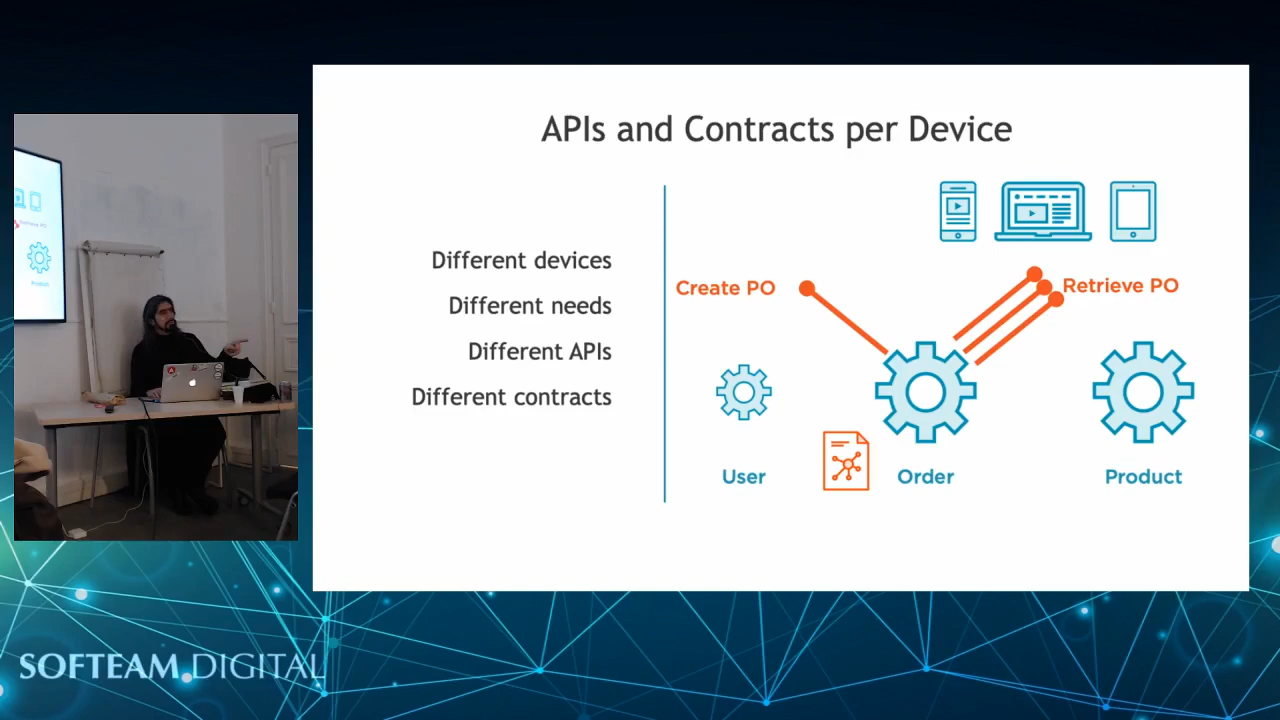 APIs and Contracts per Device
Different devices
Different needs
Different APIs
Different contracts
Create PO
Retrieve PO
User
Order
Product
SOFTEAM DIGITAL